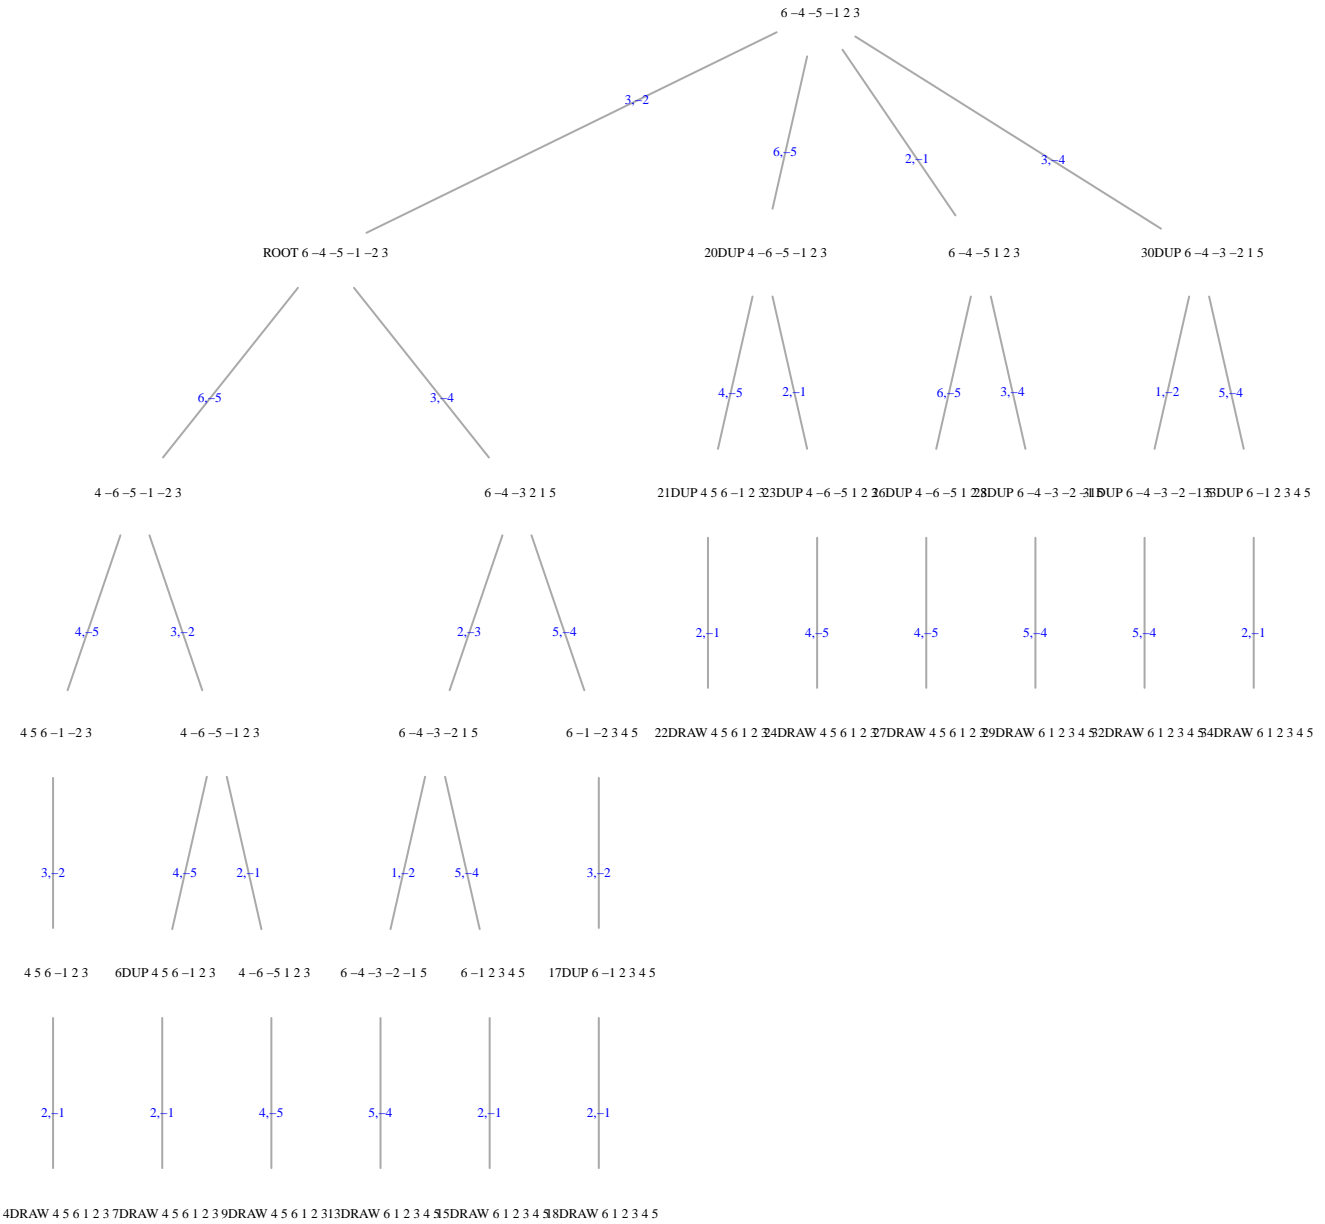 6 −4 −5 −1 2 3
3,−2
6,−5
2,−1
3,−4
ROOT 6 −4 −5 −1 −2 3
20DUP 4 −6 −5 −1 2 3
6 −4 −5 1 2 3
30DUP 6 −4 −3 −2 1 5
6,−5
3,−4
4,−5
2,−1
6,−5
3,−4
1,−2
5,−4
4 −6 −5 −1 −2 3
6 −4 −3 2 1 5
21DUP 4 5 6 −1 2 3
23DUP 4 −6 −5 1 2 3
26DUP 4 −6 −5 1 2 3
28DUP 6 −4 −3 −2 −1 5
31DUP 6 −4 −3 −2 −1 5
33DUP 6 −1 2 3 4 5
4,−5
3,−2
2,−3
5,−4
2,−1
4,−5
4,−5
5,−4
5,−4
2,−1
4 5 6 −1 −2 3
4 −6 −5 −1 2 3
6 −4 −3 −2 1 5
6 −1 −2 3 4 5
22DRAW 4 5 6 1 2 3
24DRAW 4 5 6 1 2 3
27DRAW 4 5 6 1 2 3
29DRAW 6 1 2 3 4 5
32DRAW 6 1 2 3 4 5
34DRAW 6 1 2 3 4 5
3,−2
4,−5
2,−1
1,−2
5,−4
3,−2
4 5 6 −1 2 3
6DUP 4 5 6 −1 2 3
4 −6 −5 1 2 3
6 −4 −3 −2 −1 5
6 −1 2 3 4 5
17DUP 6 −1 2 3 4 5
2,−1
2,−1
4,−5
5,−4
2,−1
2,−1
4DRAW 4 5 6 1 2 3
7DRAW 4 5 6 1 2 3
9DRAW 4 5 6 1 2 3
13DRAW 6 1 2 3 4 5
15DRAW 6 1 2 3 4 5
18DRAW 6 1 2 3 4 5